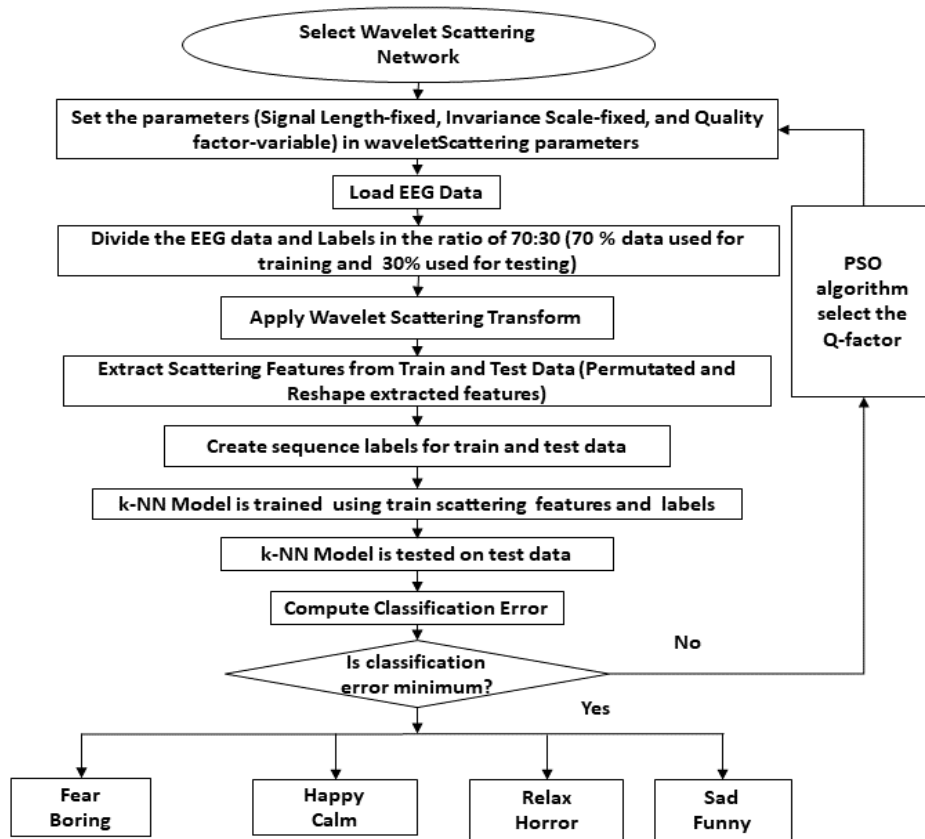 Select Wavelet Scattering
Network
Set the parameters (Signal Length-fixed, Invariance Scale-fixed, and Quality
factor-variable) in waveletScattering parameters
Load EEG Data
Divide the EEG data and Labels in the ratio of 70:30 (70 % data used for
training and 30% used for testing)
Apply Wavelet Scattering Transform
Extract Scattering Features from Train and Test Data (Permutated and
Reshape extracted features)
Create sequence labels for train and test data
k-NN Model is trained using train scattering features and labels
k-NN Model is tested on test data
Compute Classification Error
Is classification
error minimum?
No
PSO
algorithm
select the
Q-factor
Yes
Fear
Boring
Happy
Calm
Relax
Horror
Sad
Funny